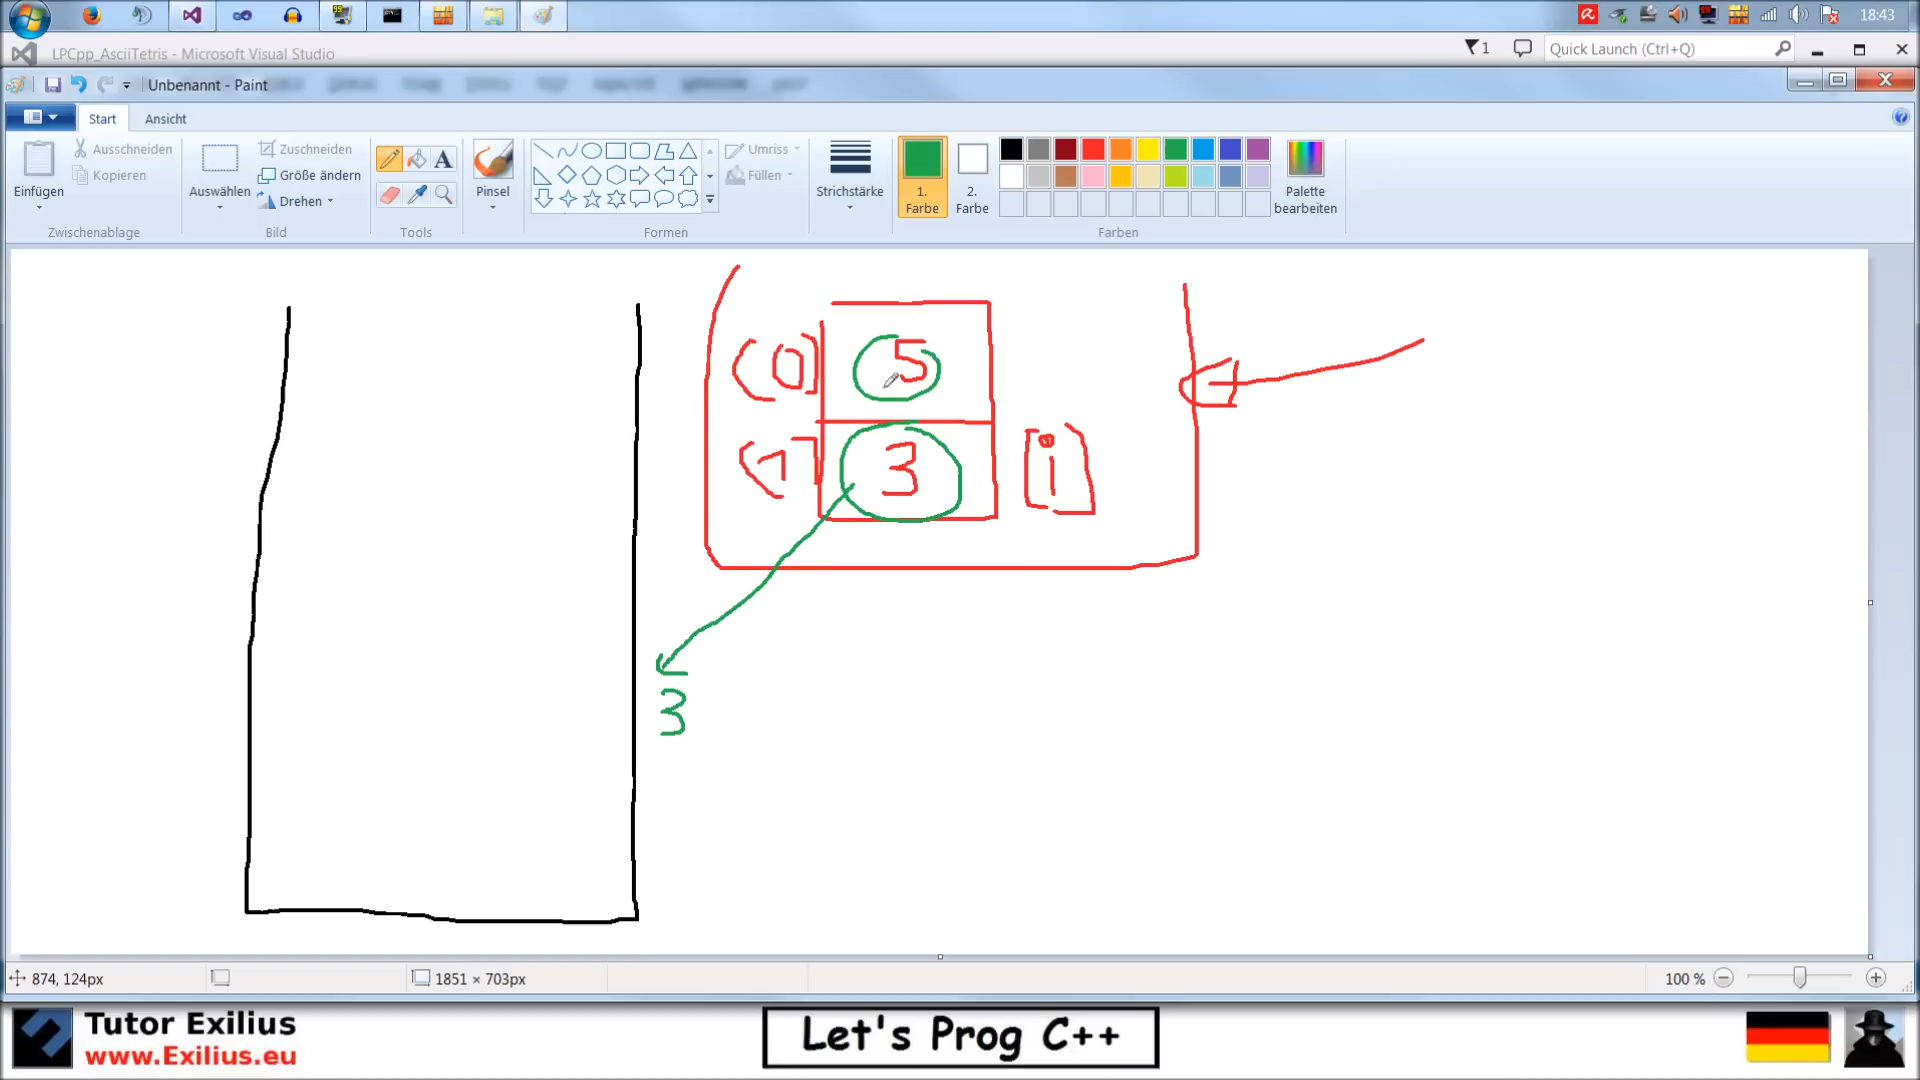 18:43
LPCpp_AsciiTetris - Microsoft Visual Studio
1
Quick Launch (Ctrl+Q)
Unbenannt - Paint
Start
Ansicht
Einfügen
Ausschneiden
Kopieren
Zwischenablage
Auswählen
Zuschneiden
Größe ändern
Drehen
Bild
A
Tools
Pinsel
Umriss
Füllen
Formen
Strichstärke
1.
Farbe
2.
Farbe
Palette
bearbeiten
Farben
(0]
5
3
i
3
874, 124px
1851 × 703px
100 %
Tutor Exilius
www.Exilius.eu
Let's Prog C++